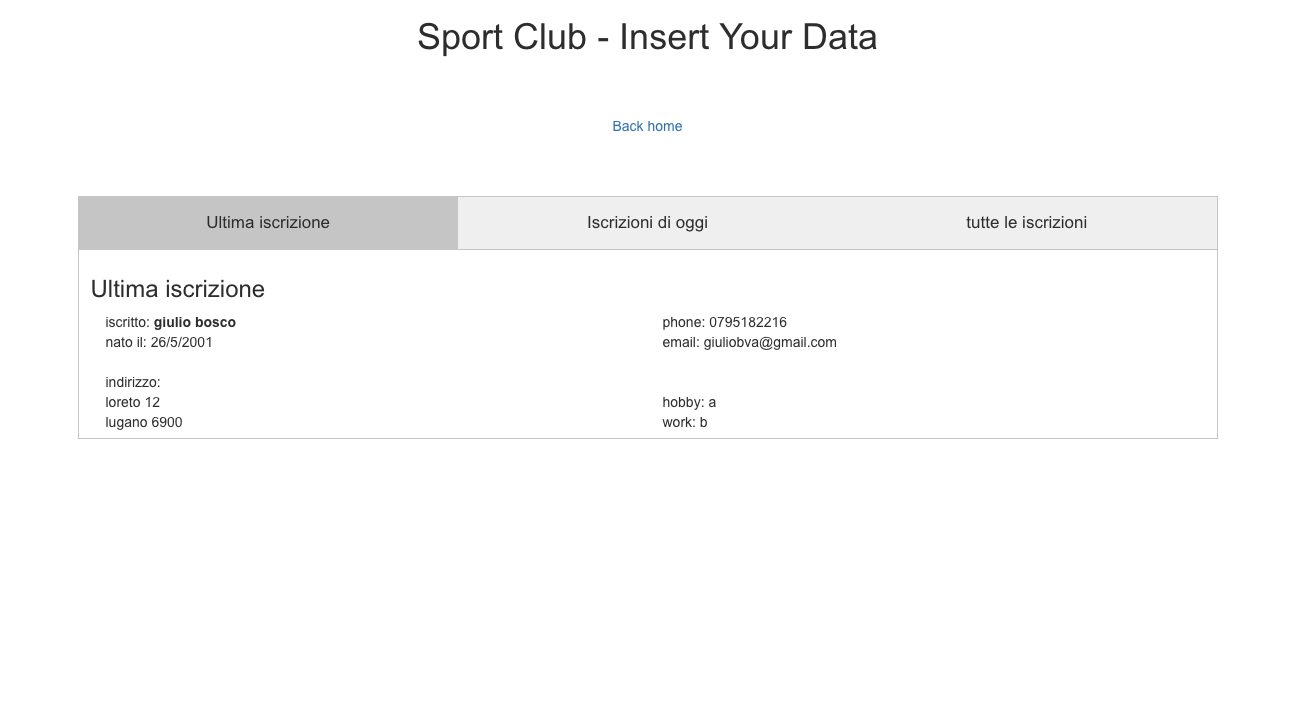 Sport Club - Insert Your Data
Back home
Ultima iscrizione
Iscrizioni di oggi
tutte le iscrizioni
Ultima iscrizione
iscritto: giulio bosco
nato il: 26/5/2001
phone: 0795182216
email: giuliobva@gmail.com
indirizzo:
loreto 12
lugano 6900
hobby: a
work: b